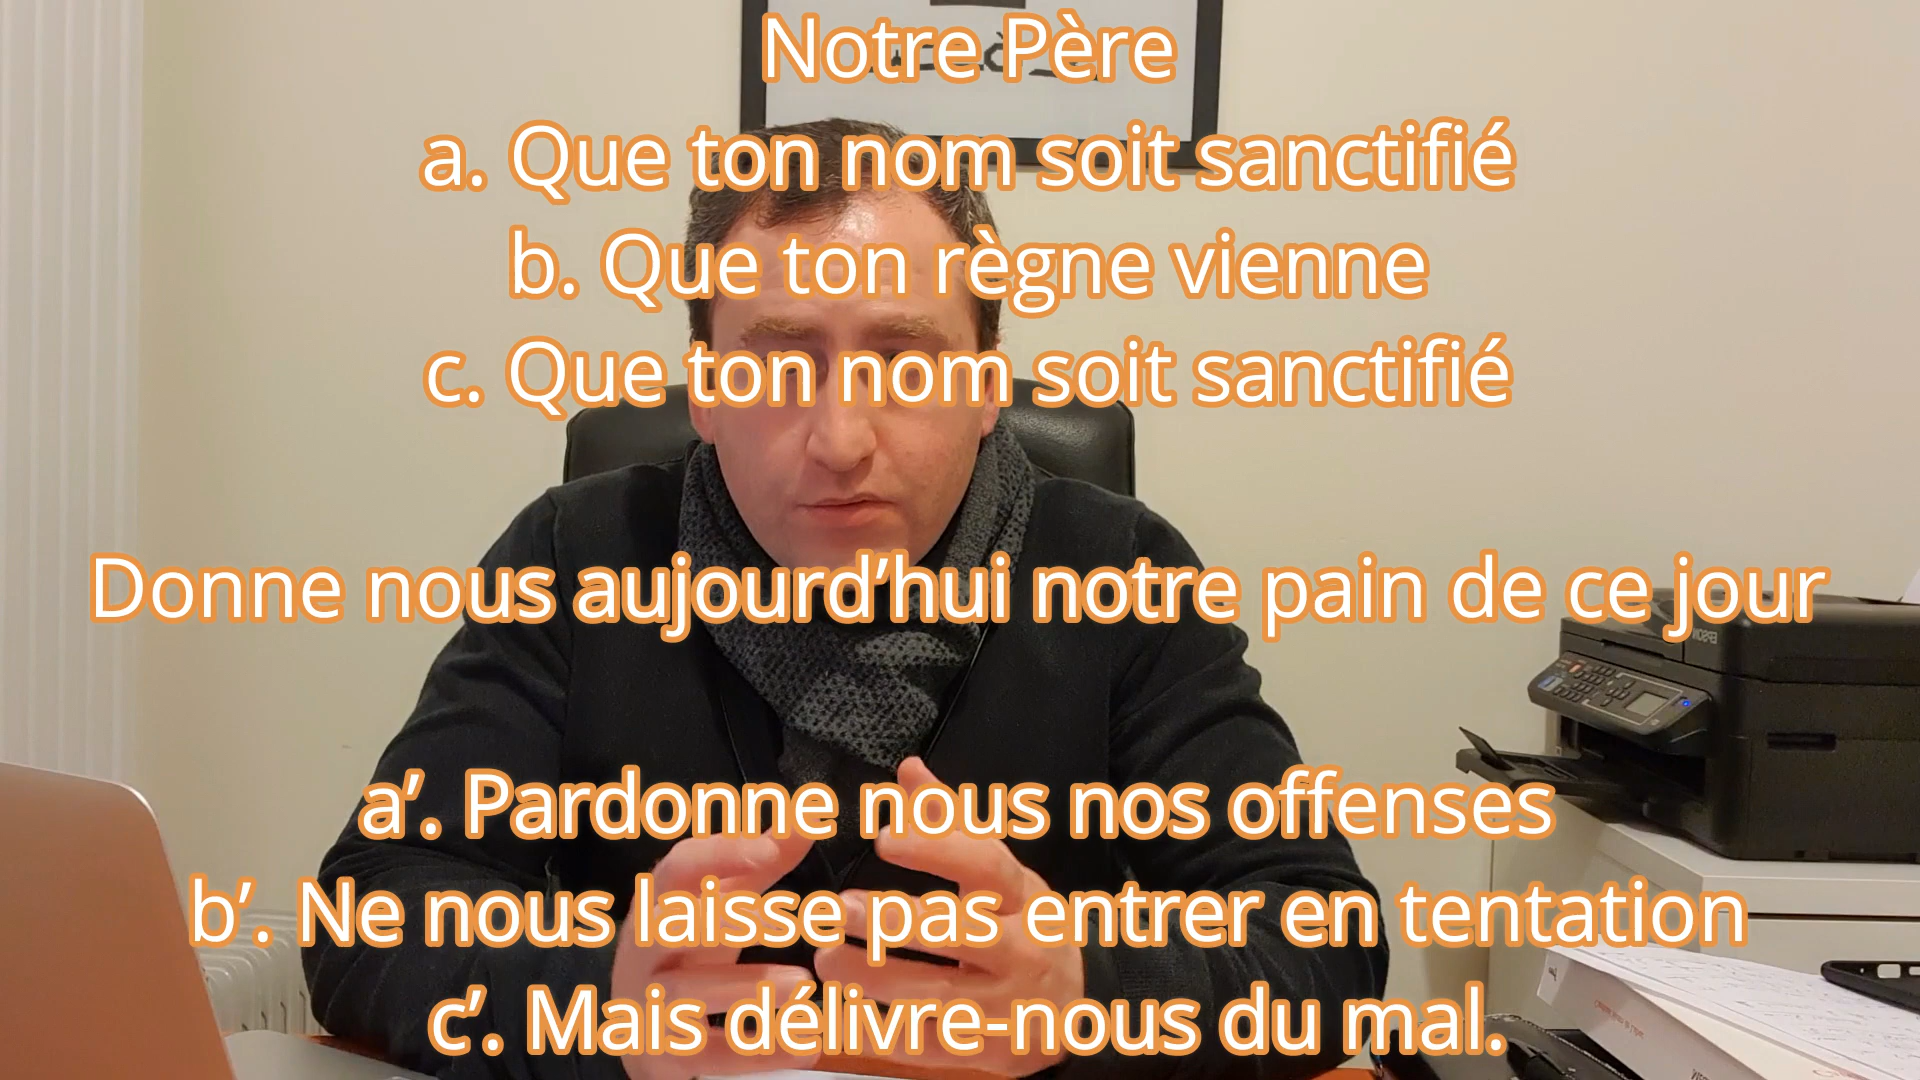 Notre Père
a. Que ton nom soit sanctifié
b. Que ton règne vienne
c. Que ton nom soit sanctifié
Donne nous aujourd’hui notre pain de ce jour
EPSON
a’. Pardonne nous nos offenses
b’. Ne nous laisse pas entrer en tentation
c’. Mais délivre-nous du mal.